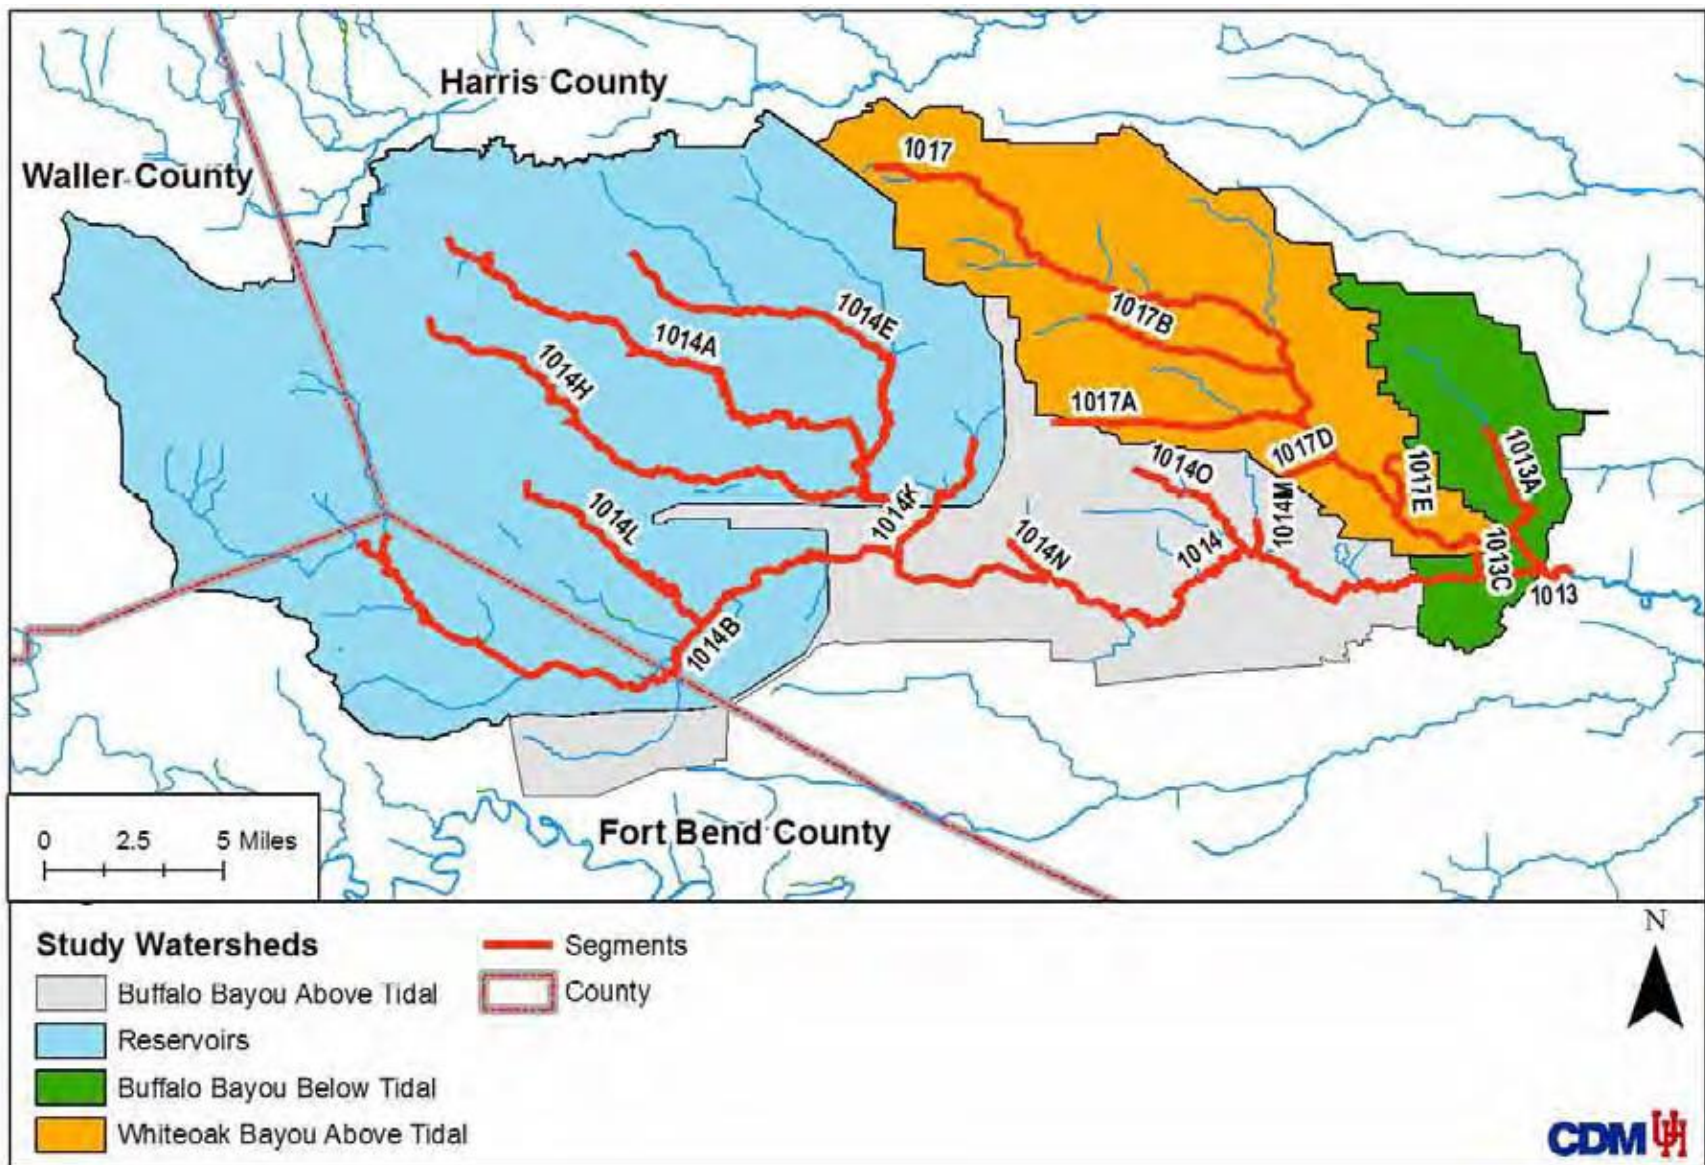 Harris County
Waller County
1017
1014E
1017B
1014A
1014H
1017A
1017D
1014O
1013A
1017E
1014M
1014K
1014L
1014N
1014
1013C
1013
1014B
Fort Bend County
0 2.5 5 Miles
Study Watersheds
Buffalo Bayou Above Tidal
Reservoirs
Buffalo Bayou Below Tidal
Whiteoak Bayou Above Tidal
Segments
County
N
CDM UH